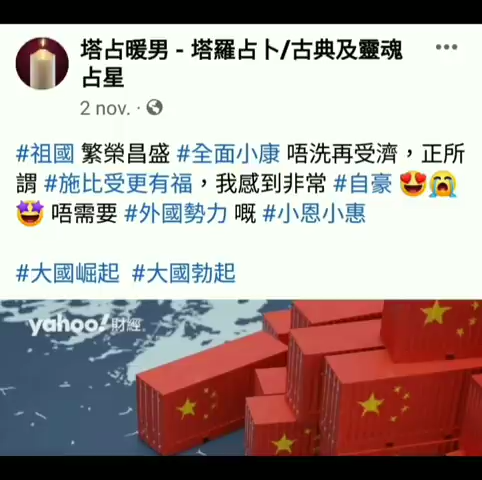 塔占暖男 - 塔羅占卜/古典及靈魂
占星
2 nov. ·
#祖國 繁榮昌盛 #全面小康 唔洗再受濟，正所
謂 #施比受更有福，我感到非常 #自豪 😍😭
🤩 唔需要 #外國勢力 嘅 #小恩小惠
#大國崛起 #大國勃起
yahoo! 財經